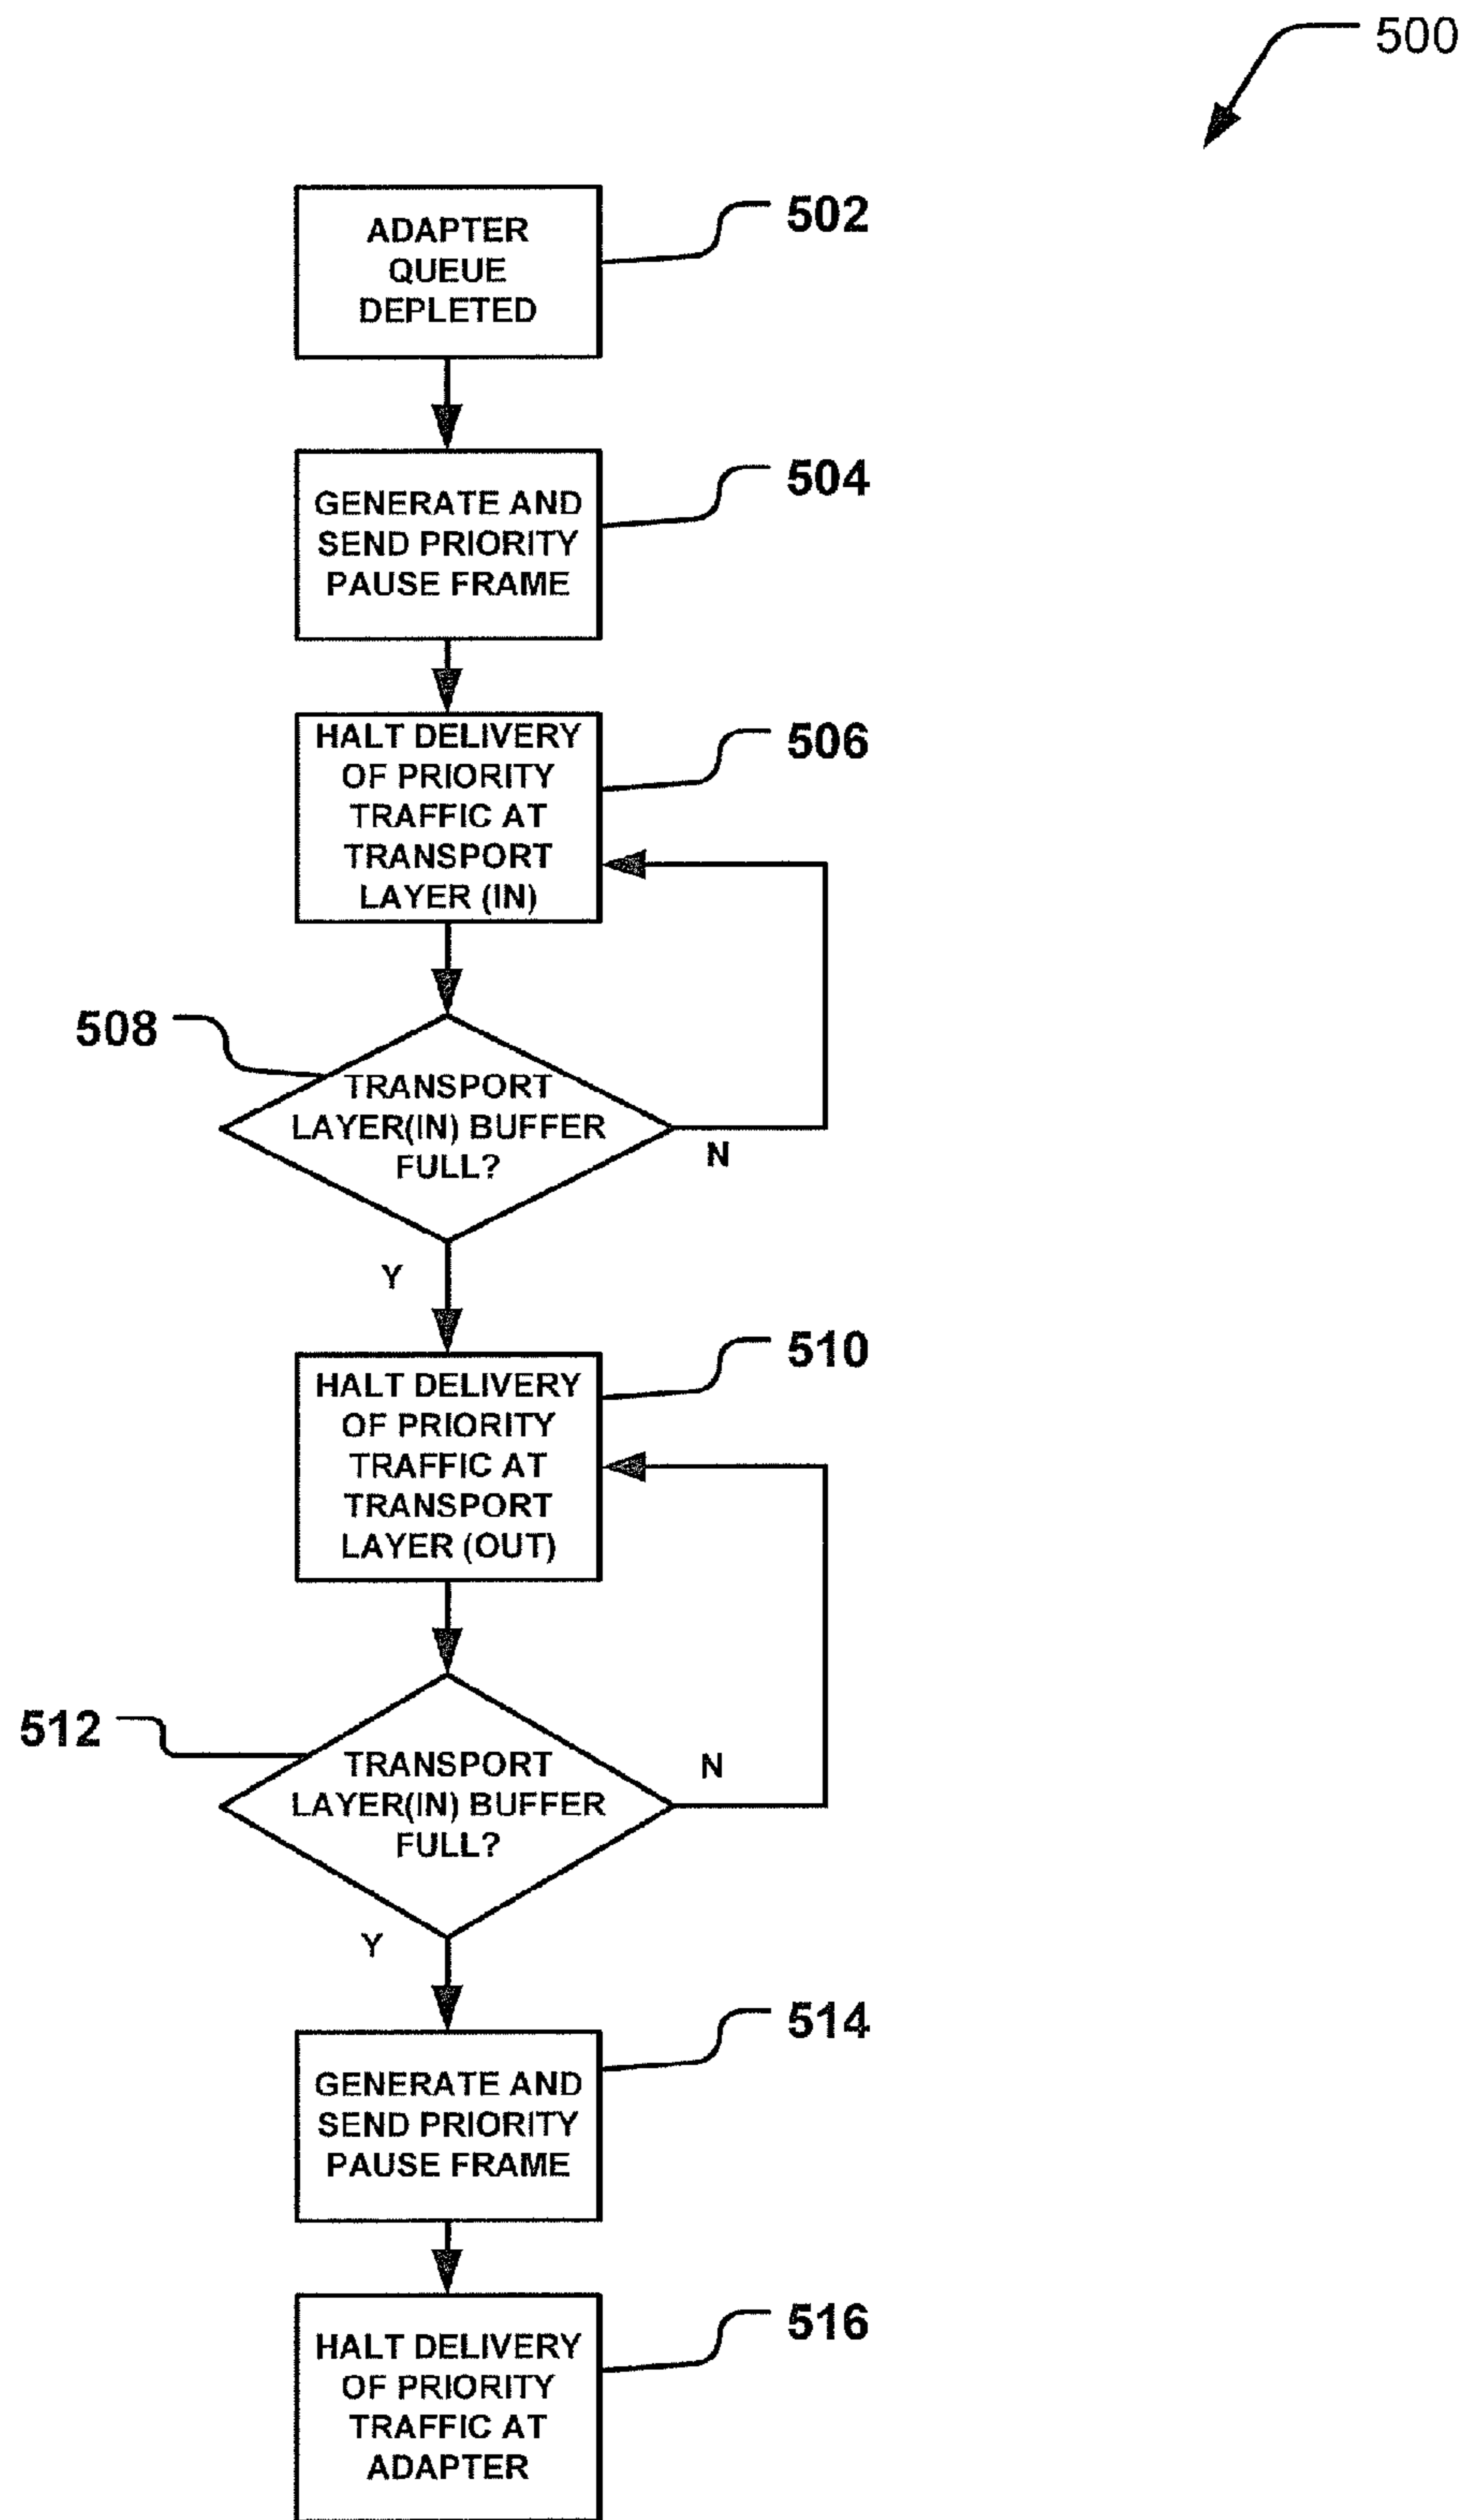 500
ADAPTER
QUEUE
DEPLETED
502
GENERATE AND
SEND PRIORITY
PAUSE FRAME
504
HALT DELIVERY
OF PRIORITY
TRAFFIC AT
TRANSPORT
LAYER (IN)
506
508
TRANSPORT
LAYER(IN) BUFFER
FULL?
N
Y
HALT DELIVERY
OF PRIORITY
TRAFFIC AT
TRANSPORT
LAYER (OUT)
510
512
TRANSPORT
LAYER(IN) BUFFER
FULL?
N
Y
GENERATE AND
SEND PRIORITY
PAUSE FRAME
514
HALT DELIVERY
OF PRIORITY
TRAFFIC AT
ADAPTER
516